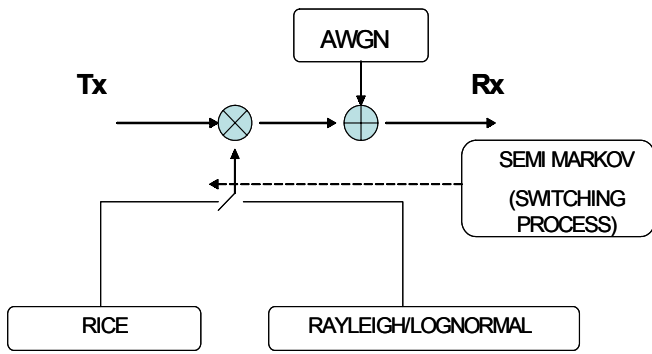 AWGN
Tx
Rx
SEMI MARKOV
(SWITCHING
PROCESS)
RICE
RAYLEIGH/LOGNORMAL